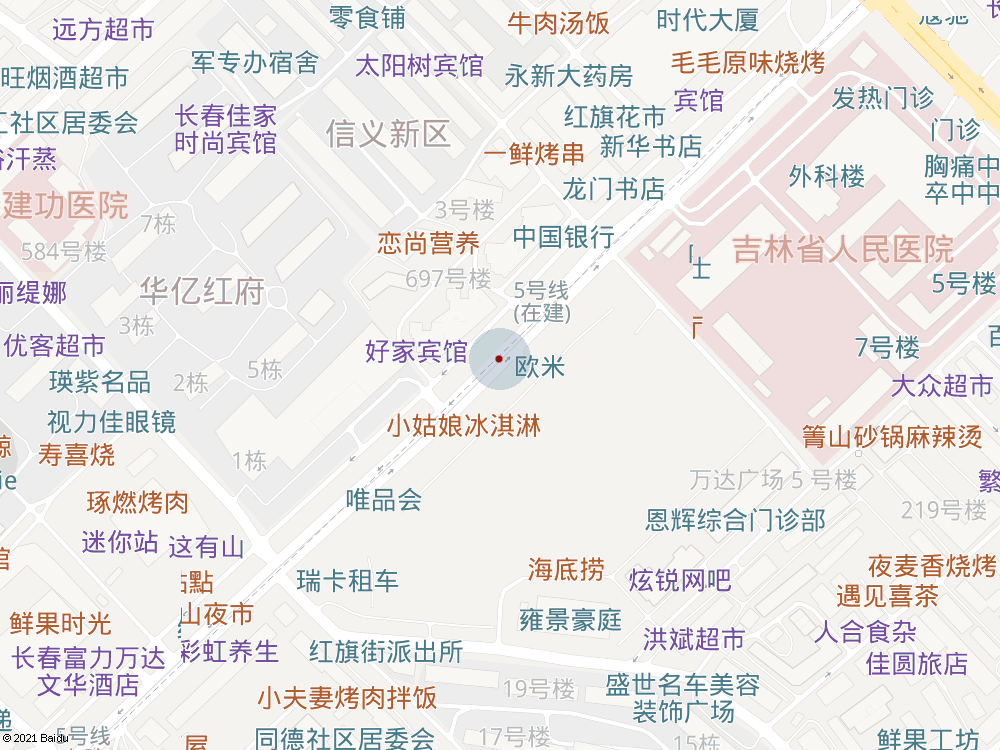 零食铺
牛肉汤饭
时代大厦
远方超市
军专办宿舍
太阳树宾馆
毛毛原味烧烤
旺烟酒超市
永新大药房
宾馆
发热门诊
长春佳家
时尚宾馆
汇社区居委会
信义新区
红旗花市
门诊
一鲜烤串
新华书店
汗蒸
外科楼
胸痛中
卒中中
龙门书店
建功医院
7栋
3号楼
恋尚营养
中国银行
吉林省人民医院
584号楼
697号楼
5号线
(在建)
5号楼
丽缇娜
华亿红府
3栋
优客超市
好家宾馆
欧米
7号楼
5栋
瑛紫名品
2栋
大众超市
视力佳眼镜
小姑娘冰淇淋
箐山砂锅麻辣烫
寿喜烧
1栋
ie
万达广场5号楼
繁
琢燃烤肉
唯品会
恩辉综合门诊部
219号楼
迷你站
这有山
海底捞
炫锐网吧
夜麦香烧烤
瑞卡租车
遇见喜茶
點
山夜市
雍景豪庭
鲜果时光
洪斌超市
人合食杂
长春富力万达
文华酒店
彩虹养生
红旗街派出所
佳圆旅店
小夫妻烤肉拌饭
19号楼
盛世名车美容
装饰广场
5号线
屋
同德社区居委会
17号楼
15栋
鲜果工坊
© 2021 Baidu